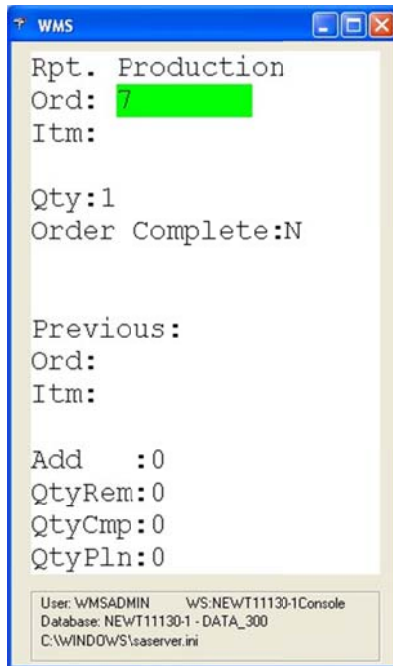 WMS
Rpt. Production
Ord: 7
Itm:
Qty:1
Order Complete:N
Previous:
Ord:
Itm:
Add   :0
QtyRem:0
QtyCmp:0
QtyPln:0
User: WMSADMIN WS:NEWT11130-1Console
Database: NEWT11130-1 - DATA_300
C:\WINDOWS\saserver.ini